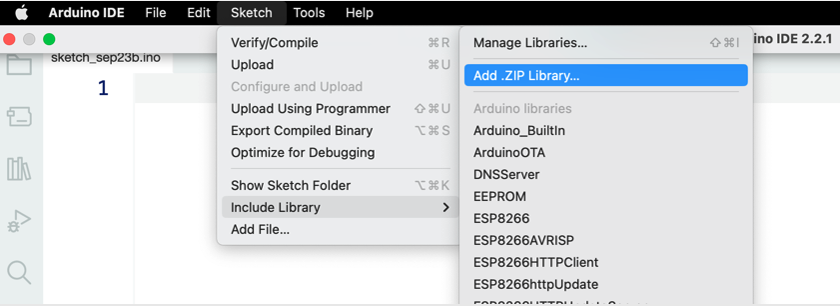 Arduino IDE File Edit Sketch Tools Help
ino IDE 2.2.1
sketch_sep23b.ino
1
Verify/Compile ⌘R
Upload ⌘U
Configure and Upload
Upload Using Programmer ⇧⌘U
Export Compiled Binary ⌥⌘S
Optimize for Debugging
Show Sketch Folder ⌥⌘K
Include Library
Add File...
Manage Libraries... ⇧⌘I
Add .ZIP Library...
Arduino libraries
Arduino_BuiltIn
ArduinoOTA
DNSServer
EEPROM
ESP8266
ESP8266AVRISP
ESP8266HTTPClient
ESP8266httpUpdate